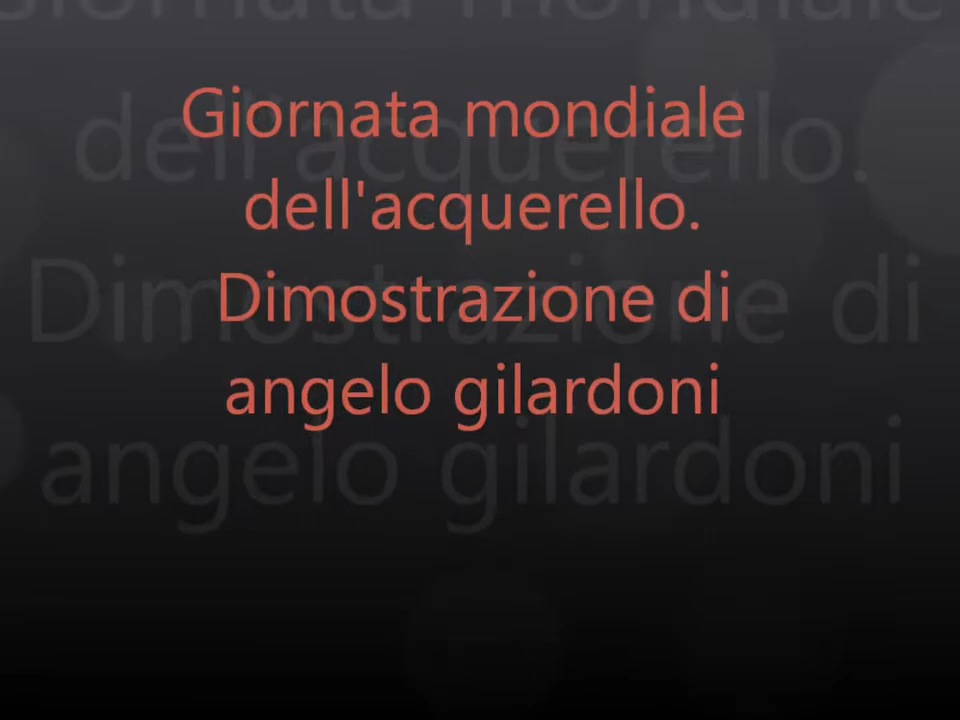 Giornata mondiale
dell'acquerello.
Dimostrazione di
angelo gilardoni